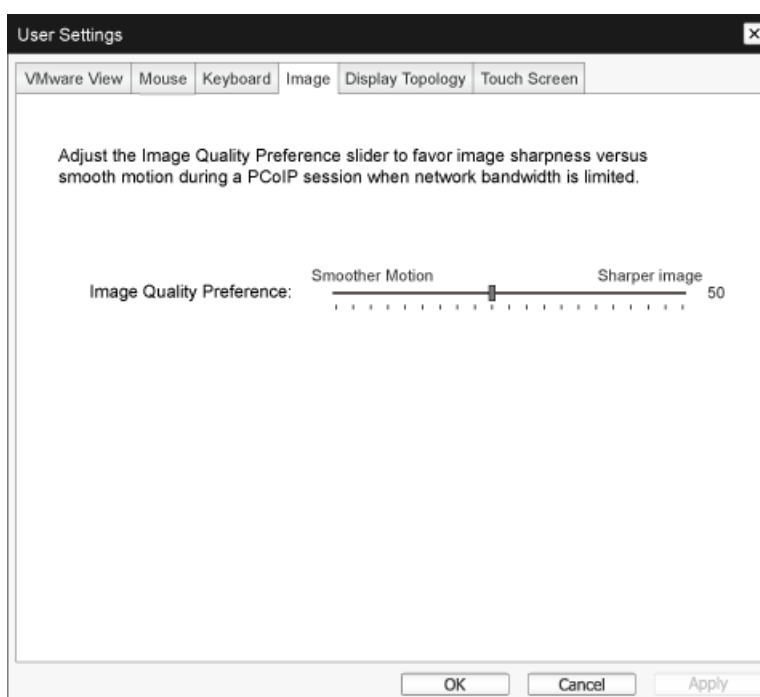 User Settings
VMware View Mouse Keyboard Image Display Topology Touch Screen
Adjust the Image Quality Preference slider to favor image sharpness versus
smooth motion during a PCoIP session when network bandwidth is limited.
Smoother Motion Sharper image
Image Quality Preference: 50
OK Cancel Apply